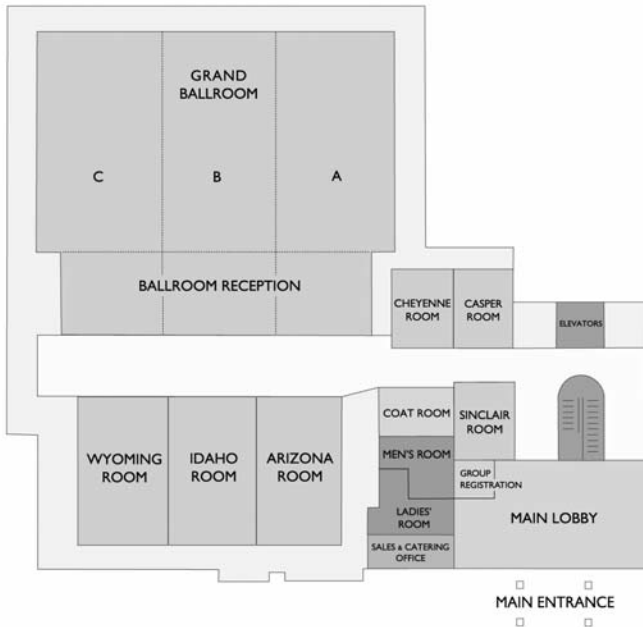 GRAND
BALLROOM
C
B
A
BALLROOM RECEPTION
CHEYENNE
ROOM
CASPER
ROOM
ELEVATORS
COAT ROOM
SINCLAIR
ROOM
WYOMING
ROOM
IDAHO
ROOM
ARIZONA
ROOM
MEN'S ROOM
GROUP
REGISTRATION
LADIES'
ROOM
MAIN LOBBY
SALES & CATERING
OFFICE
MAIN ENTRANCE